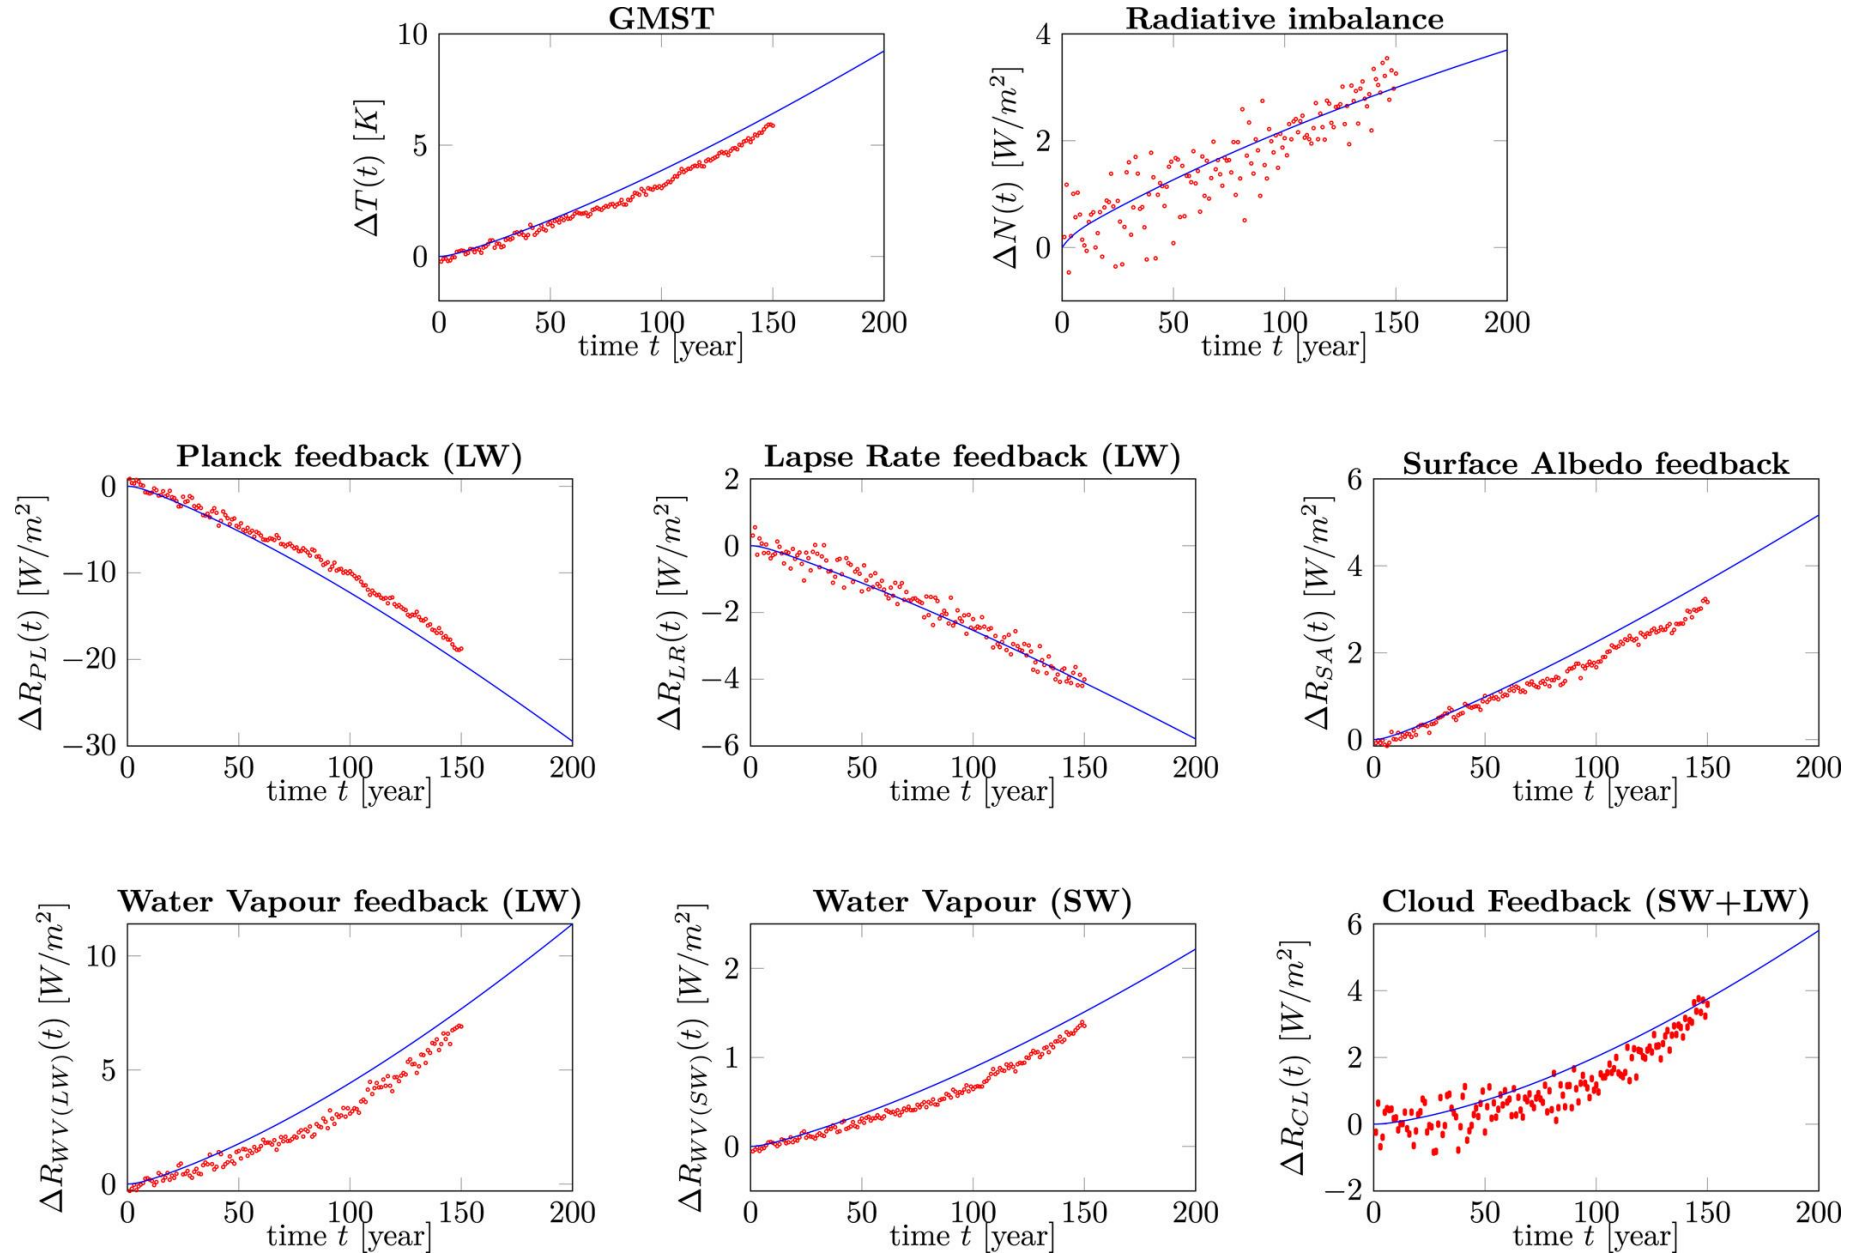 GMST
10
5
0
ΔT(t) [K]
0 50 100 150 200
time t [year]
Radiative imbalance
4
2
0
ΔN(t) [W/m²]
0 50 100 150 200
time t [year]
Planck feedback (LW)
0
−10
−20
−30
ΔR_PL(t) [W/m²]
0 50 100 150 200
time t [year]
Lapse Rate feedback (LW)
2
0
−2
−4
−6
ΔR_LR(t) [W/m²]
0 50 100 150 200
time t [year]
Surface Albedo feedback
6
4
2
0
ΔR_SA(t) [W/m²]
0 50 100 150 200
time t [year]
Water Vapour feedback (LW)
10
5
0
ΔR_WV(LW)(t) [W/m²]
0 50 100 150 200
time t [year]
Water Vapour (SW)
2
1
0
ΔR_WV(SW)(t) [W/m²]
0 50 100 150 200
time t [year]
Cloud Feedback (SW+LW)
6
4
2
0
−2
ΔR_CL(t) [W/m²]
0 50 100 150 200
time t [year]